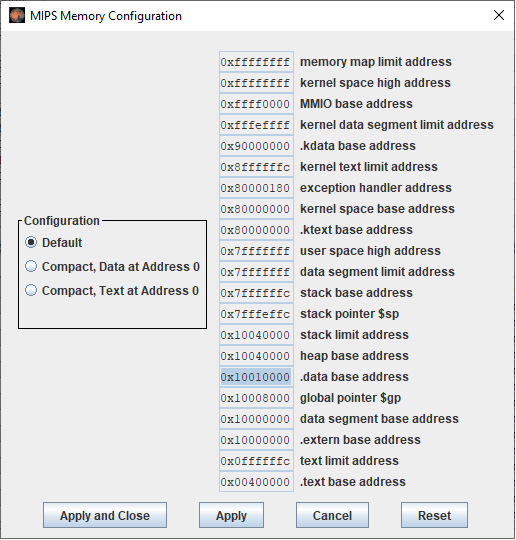 MIPS Memory Configuration
0xffffffff memory map limit address
0xffffffff kernel space high address
0xffff0000 MMIO base address
0xfffeffff kernel data segment limit address
0x90000000 .kdata base address
0x8ffffffc kernel text limit address
0x80000180 exception handler address
0x80000000 kernel space base address
0x80000000 .ktext base address
0x7fffffff user space high address
0x7fffffff data segment limit address
0x7ffffffc stack base address
0x7fffeffc stack pointer $sp
0x10040000 stack limit address
0x10040000 heap base address
0x10010000 .data base address
0x10008000 global pointer $gp
0x10000000 data segment base address
0x10000000 .extern base address
0x0ffffffc text limit address
0x00400000 .text base address
Configuration
Default
Compact, Data at Address 0
Compact, Text at Address 0
Apply and Close Apply Cancel Reset